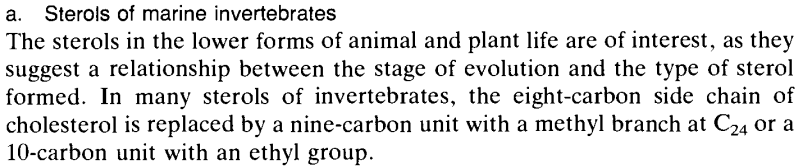 a. Sterols of marine invertebrates
The sterols in the lower forms of animal and plant life are of interest, as they
suggest a relationship between the stage of evolution and the type of sterol
formed. In many sterols of invertebrates, the eight-carbon side chain of
cholesterol is replaced by a nine-carbon unit with a methyl branch at C₂₄ or a
10-carbon unit with an ethyl group.